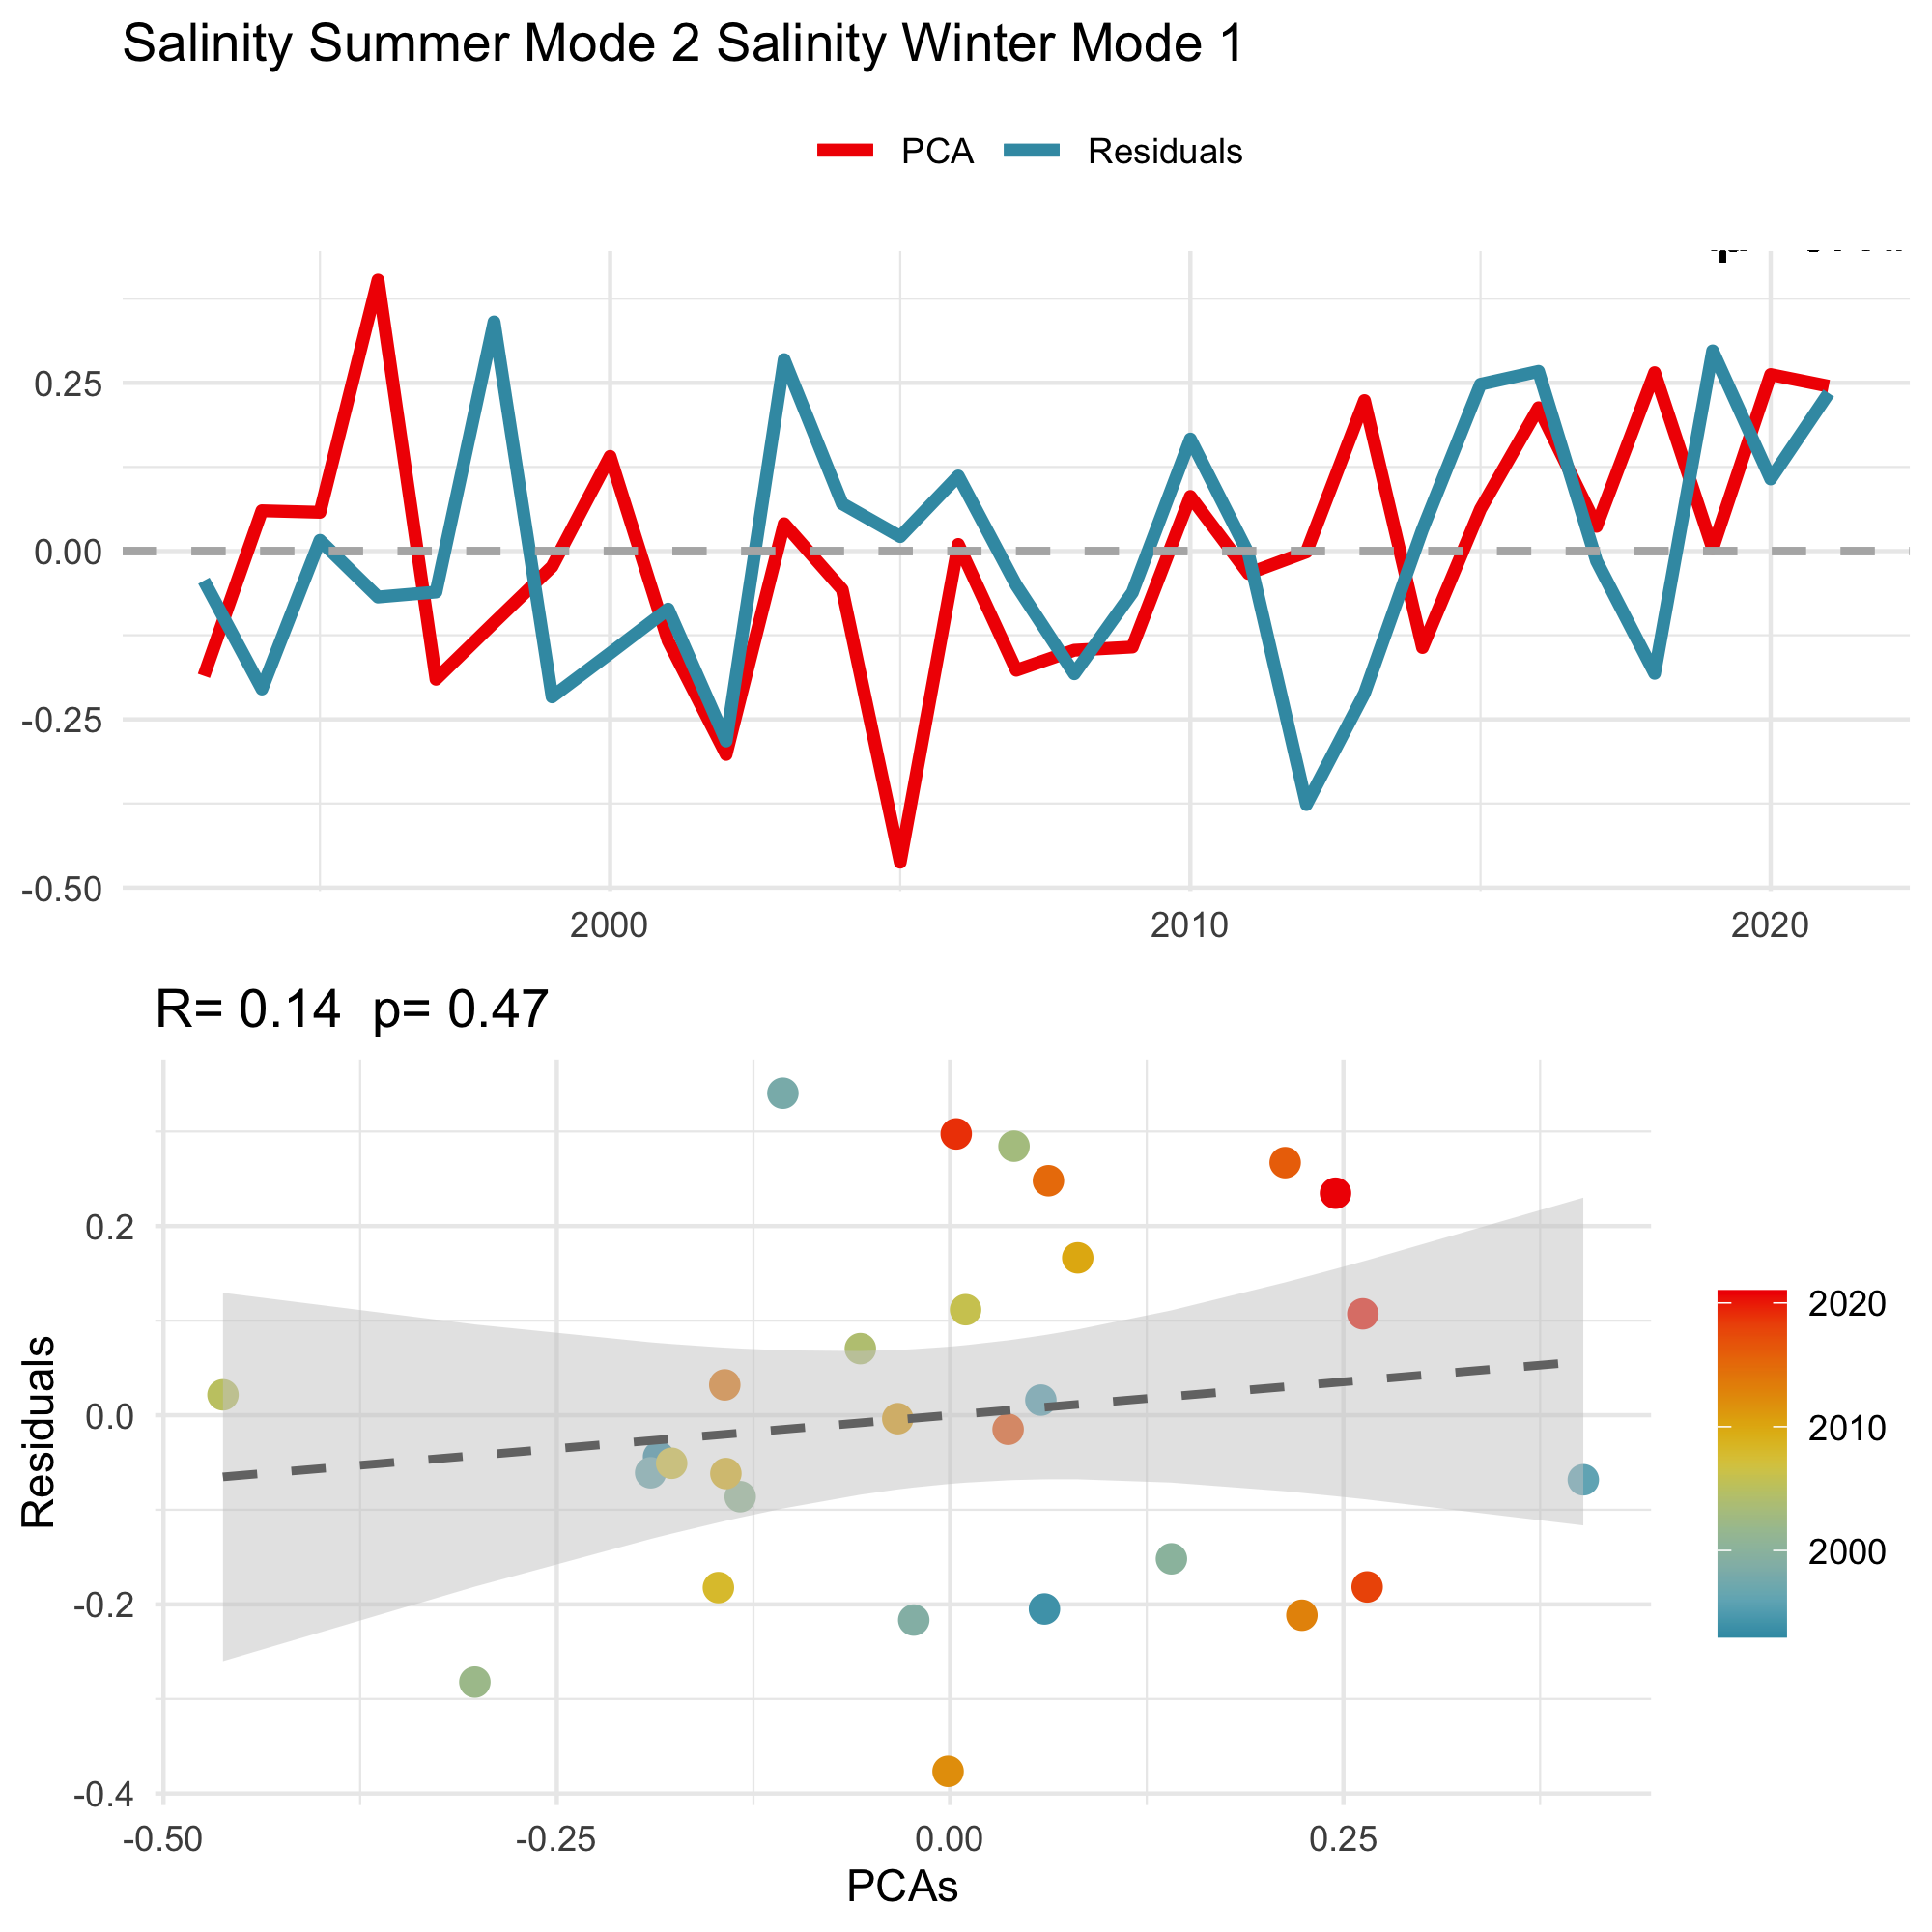 Salinity Summer Mode 2 Salinity Winter Mode 1
PCA Residuals
0.25
0.00
-0.25
-0.50
2000 2010 2020
R= 0.14 p= 0.47
Residuals
0.2
0.0
-0.2
-0.4
-0.50 -0.25 0.00 0.25
PCAs
2020
2010
2000